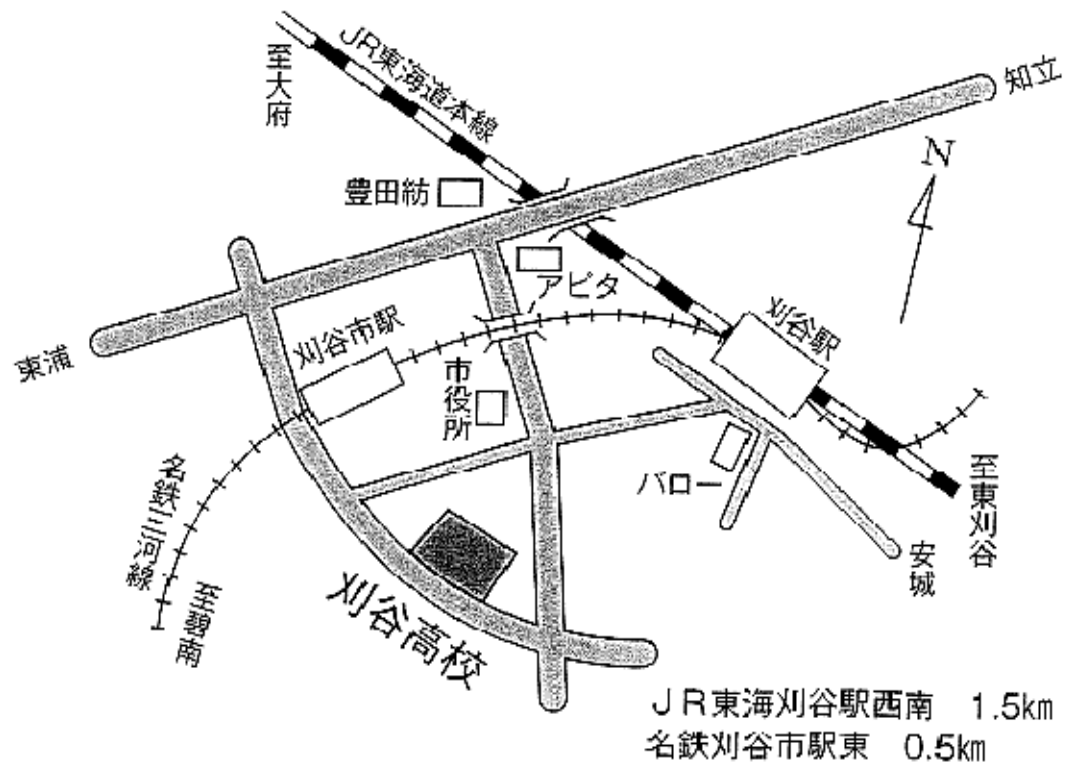 JR東海道本線
至大府
知立
N
豊田紡
アピタ
刈谷駅
刈谷市駅
東浦
市役所
バロー
至東刈谷
安城
名鉄三河線
至碧南
刈谷高校
JR東海刈谷駅西南 1.5km
名鉄刈谷市駅東 0.5km